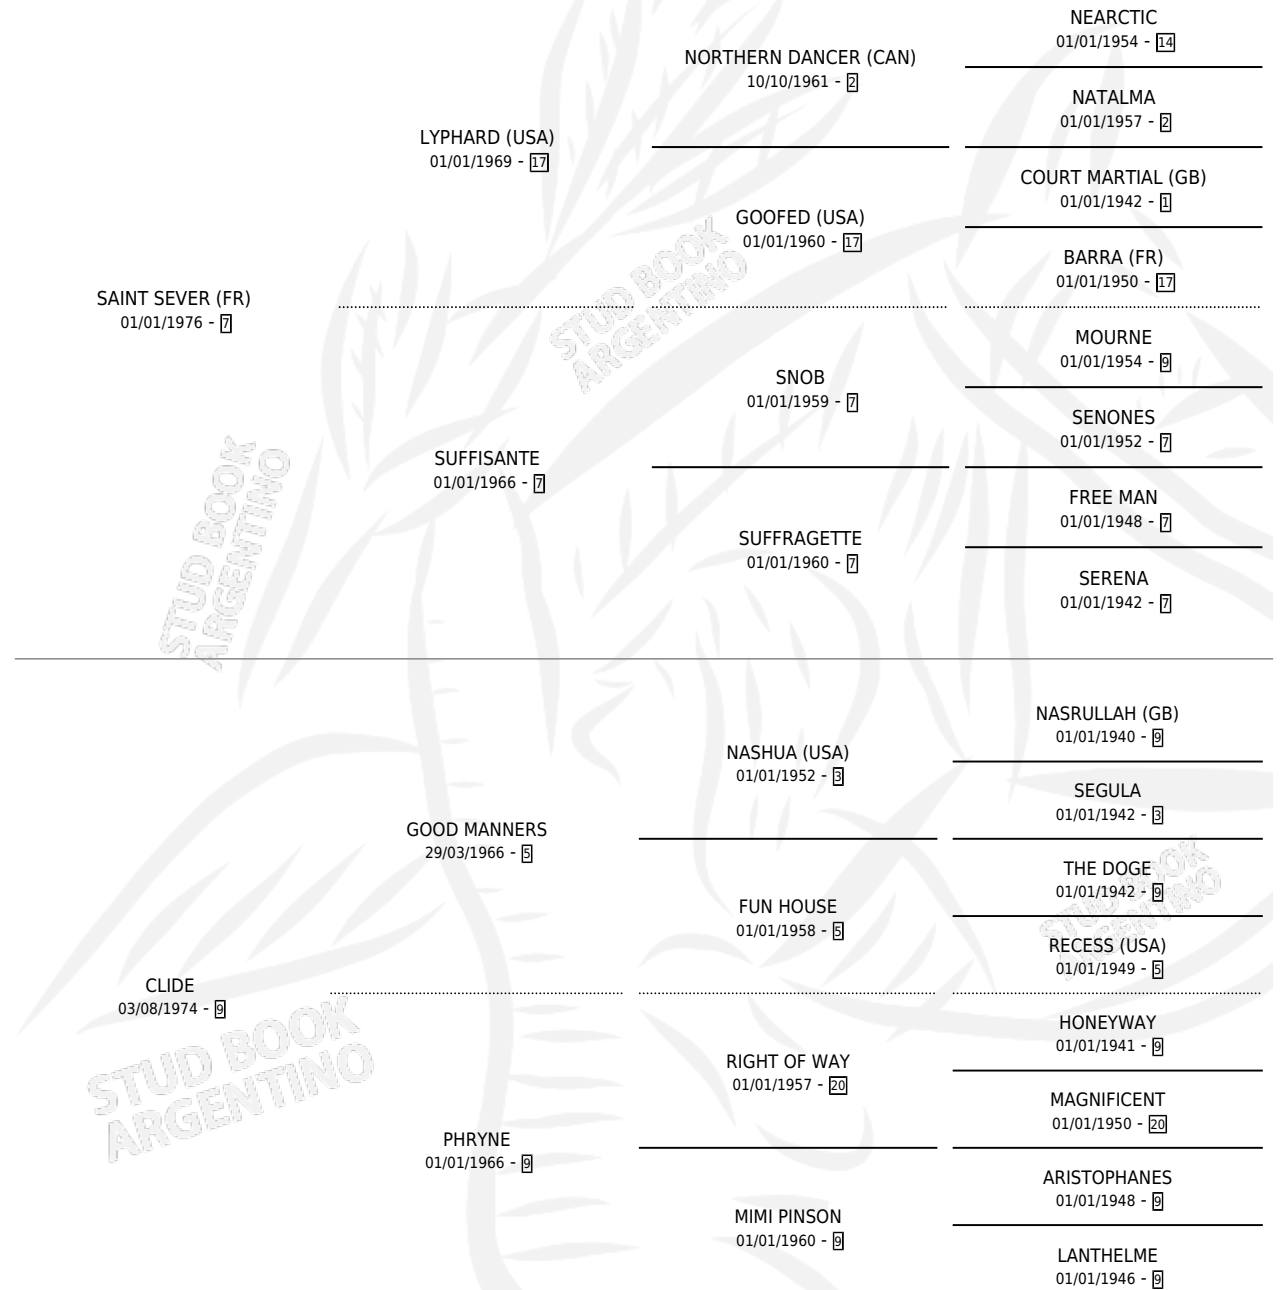 NEARCTIC
01/01/1954 - 14
NORTHERN DANCER (CAN)
10/10/1961 - 2
NATALMA
01/01/1957 - 2
LYPHARD (USA)
01/01/1969 - 17
COURT MARTIAL (GB)
01/01/1942 - 1
GOOFED (USA)
01/01/1960 - 17
BARRA (FR)
01/01/1950 - 17
SAINT SEVER (FR)
01/01/1976 - 7
STUD BOOK
ARGENTINO
MOURNE
01/01/1954 - 9
SNOB
01/01/1959 - 7
SENONES
01/01/1952 - 7
SUFFISANTE
01/01/1966 - 7
FREE MAN
01/01/1948 - 7
SUFFRAGETTE
01/01/1960 - 7
SERENA
01/01/1942 - 7
STUD BOOK
ARGENTINO
NASRULLAH (GB)
01/01/1940 - 9
NASHUA (USA)
01/01/1952 - 3
SEGULA
01/01/1942 - 3
GOOD MANNERS
29/03/1966 - 5
THE DOGE
01/01/1942 - 9
FUN HOUSE
01/01/1958 - 5
RECESS (USA)
01/01/1949 - 5
STUD BOOK
ARGENTINO
CLIDE
03/08/1974 - 9
HONEYWAY
01/01/1941 - 9
RIGHT OF WAY
01/01/1957 - 20
MAGNIFICENT
01/01/1950 - 20
STUD BOOK
ARGENTINO
PHRYNE
01/01/1966 - 9
ARISTOPHANES
01/01/1948 - 9
MIMI PINSON
01/01/1960 - 9
LANTHELME
01/01/1946 - 9